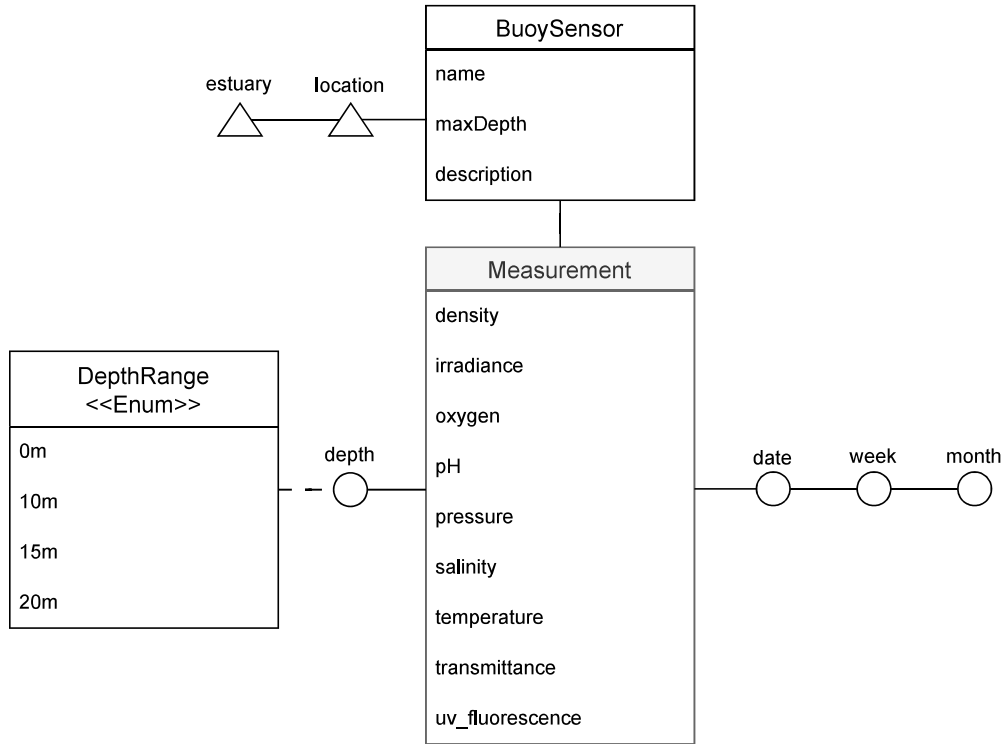 BuoySensor
name
maxDepth
description
estuary
location
Measurement
density
irradiance
oxygen
pH
pressure
salinity
temperature
transmittance
uv_fluorescence
DepthRange
<<Enum>>
0m
10m
15m
20m
depth
date
week
month